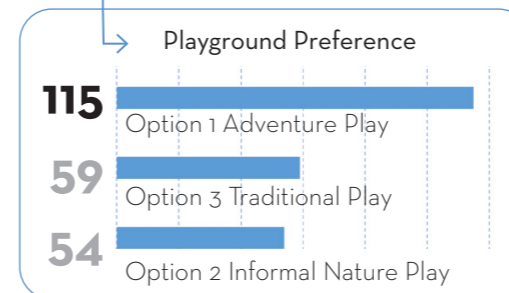 Playground Preference
115
Option 1 Adventure Play
59
Option 3 Traditional Play
54
Option 2 Informal Nature Play